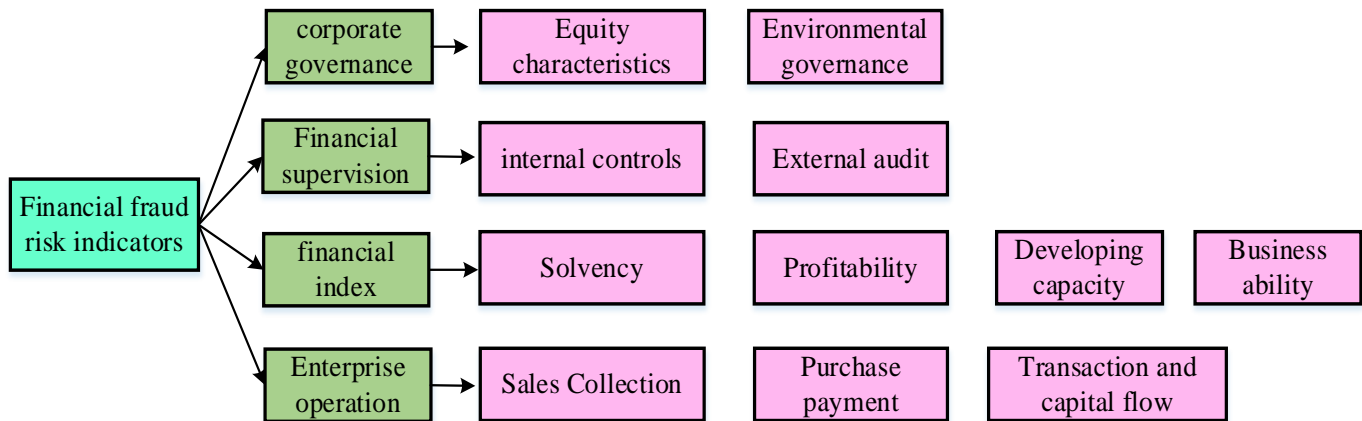 Financial fraud
risk indicators
corporate
governance
Equity
characteristics
Environmental
governance
Financial
supervision
internal controls
External audit
financial
index
Solvency
Profitability
Developing
capacity
Business
ability
Enterprise
operation
Sales Collection
Purchase
payment
Transaction and
capital flow